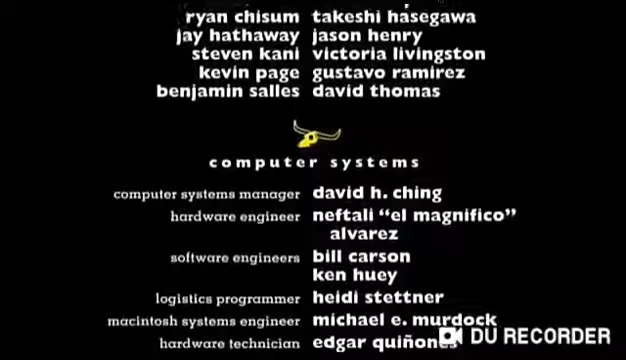 ryan chisum takeshi hasegawa
jay hathaway jason henry
steven kani victoria livingston
kevin page gustavo ramirez
benjamin salles david thomas
computer systems
computer systems manager david h. ching
hardware engineer neftali “el magnifico”
alvarez
software engineers bill carson
ken huey
logistics programmer heidi stettner
macintosh systems engineer michael e. murdock
hardware technician edgar quiñones
DU RECORDER